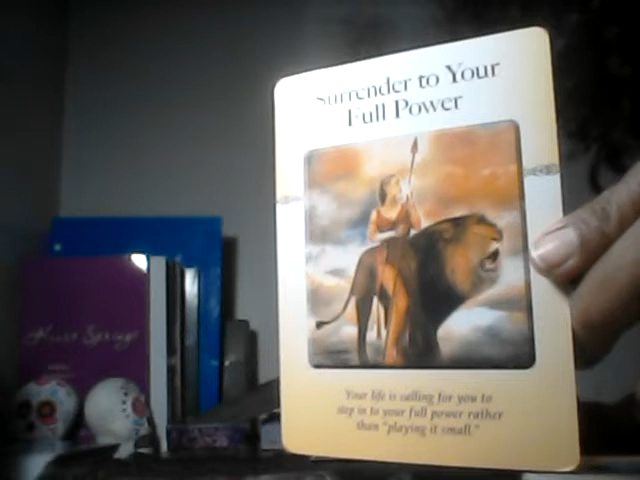 Surrender to Your
Full Power
Your life is calling for you to
step in to your full power rather
than "playing it small."